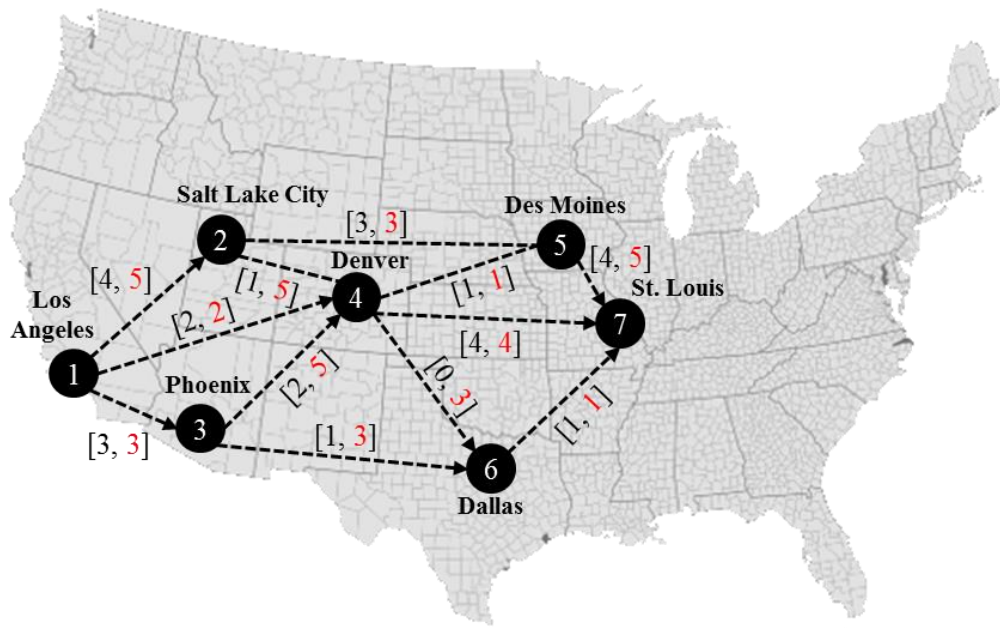 Salt Lake City
2
[3, 3]
Des Moines
5
[4, 5]
[4, 5]
[1, 5]
Denver
4
[1, 1]
St. Louis
7
Los
Angeles
[2, 2]
[4, 4]
1
Phoenix
3
[2, 5]
[0, 3]
[3, 3]
[1, 3]
[1, 1]
6
Dallas